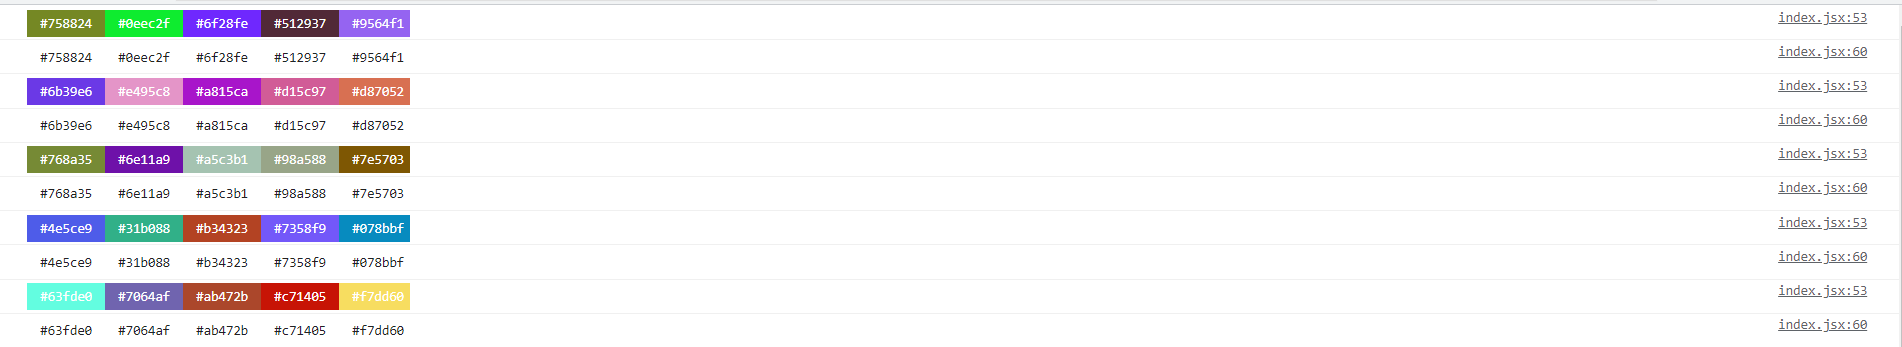 #758824 #0eec2f #6f28fe #512937 #9564f1 index.jsx:53
#758824 #0eec2f #6f28fe #512937 #9564f1 index.jsx:60
#6b39e6 #e495c8 #a815ca #d15c97 #d87052 index.jsx:53
#6b39e6 #e495c8 #a815ca #d15c97 #d87052 index.jsx:60
#768a35 #6e11a9 #a5c3b1 #98a588 #7e5703 index.jsx:53
#768a35 #6e11a9 #a5c3b1 #98a588 #7e5703 index.jsx:60
#4e5ce9 #31b088 #b34323 #7358f9 #078bbf index.jsx:53
#4e5ce9 #31b088 #b34323 #7358f9 #078bbf index.jsx:60
#63fde0 #7064af #ab472b #c71405 #f7dd60 index.jsx:53
#63fde0 #7064af #ab472b #c71405 #f7dd60 index.jsx:60